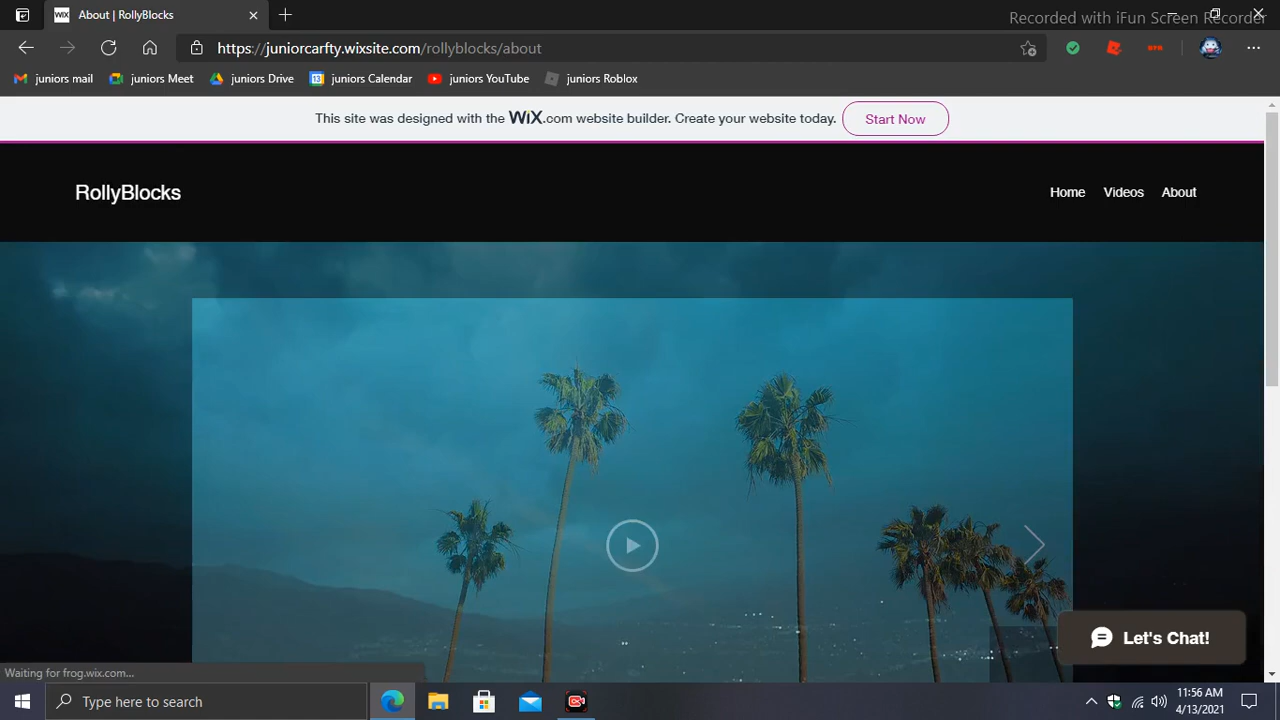 About | RollyBlocks
Recorded with iFun Screen Recorder
https://juniorcarfty.wixsite.com/rollyblocks/about
juniors mail juniors Meet juniors Drive 13 juniors Calendar juniors YouTube juniors Roblox
This site was designed with the WiX.com website builder. Create your website today. Start Now
RollyBlocks
Home Videos About
Let's Chat!
Waiting for frog.wix.com...
Type here to search
11:56 AM
4/13/2021